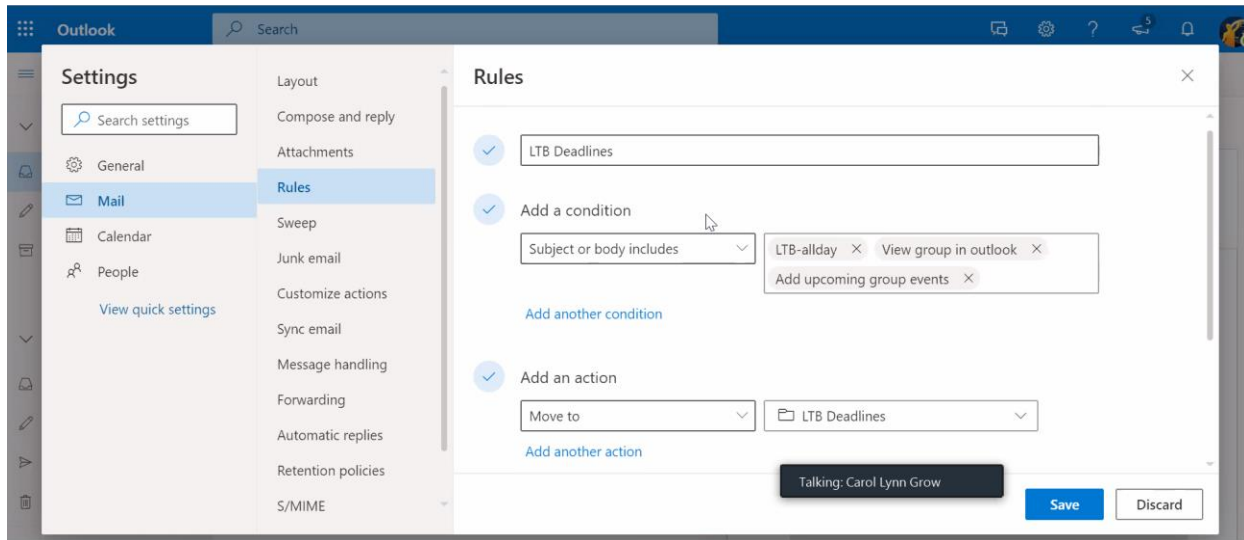 Outlook
Search
5
Settings
Search settings
General
Mail
Calendar
People
View quick settings
Layout
Compose and reply
Attachments
Rules
Sweep
Junk email
Customize actions
Sync email
Message handling
Forwarding
Automatic replies
Retention policies
S/MIME
Rules
LTB Deadlines
Add a condition
Subject or body includes
LTB-allday
View group in outlook
Add upcoming group events
Add another condition
Add an action
Move to
LTB Deadlines
Add another action
Talking: Carol Lynn Grow
Save
Discard